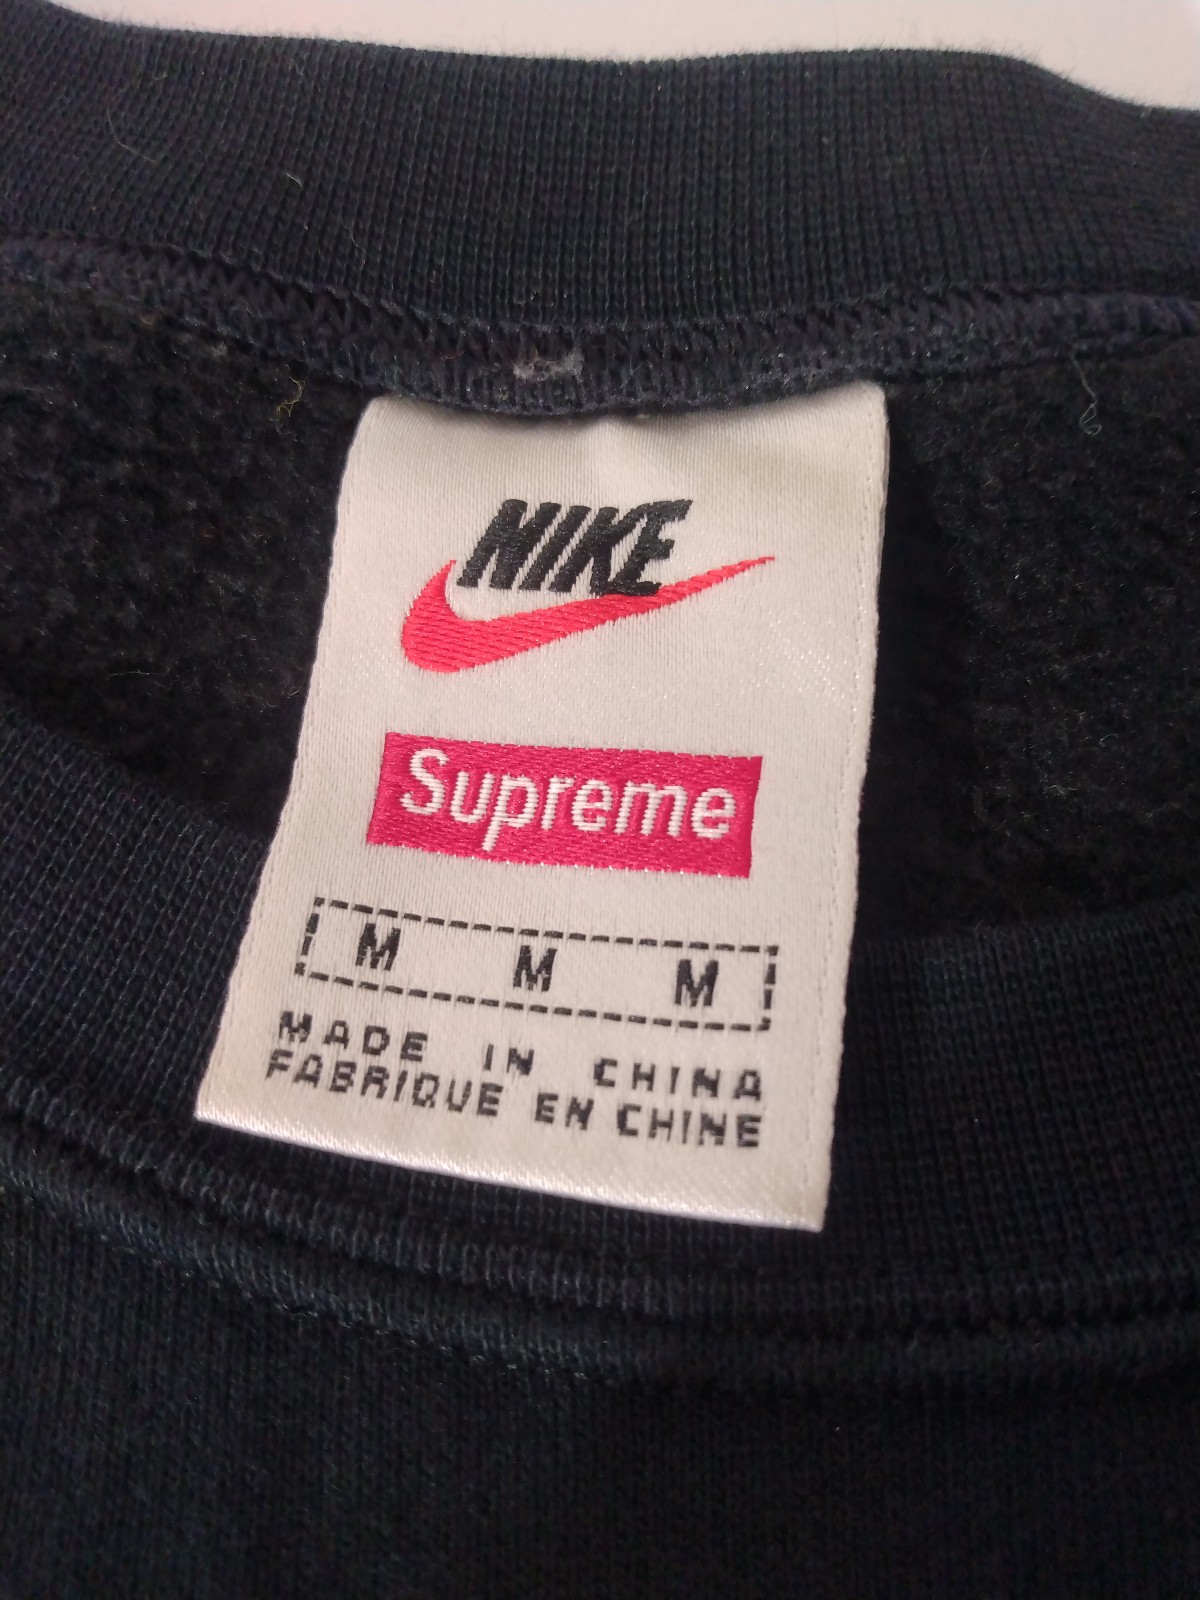 NIKE
Supreme
M M M
MADE IN CHINA
FABRIQUE EN CHINE